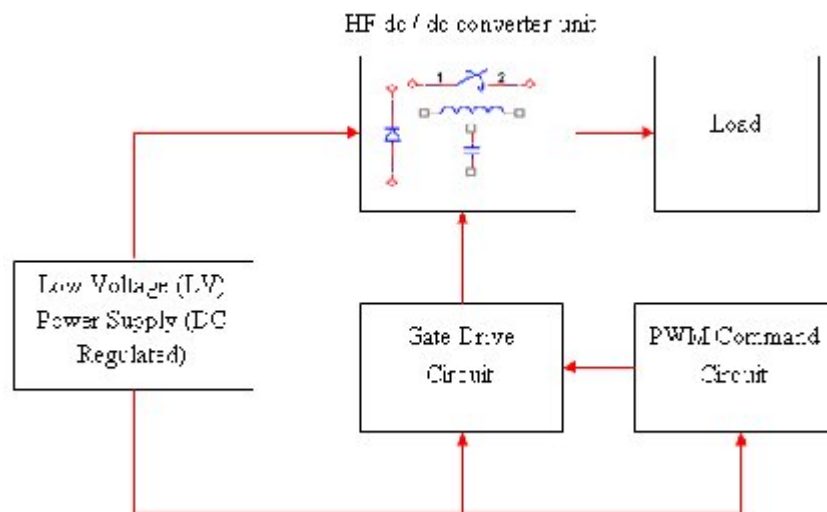 HF dc / dc converter unit
1 2
Load
Low Voltage (LV)
Power Supply (DC
Regulated)
Gate Drive
Circuit
PWM Command
Circuit